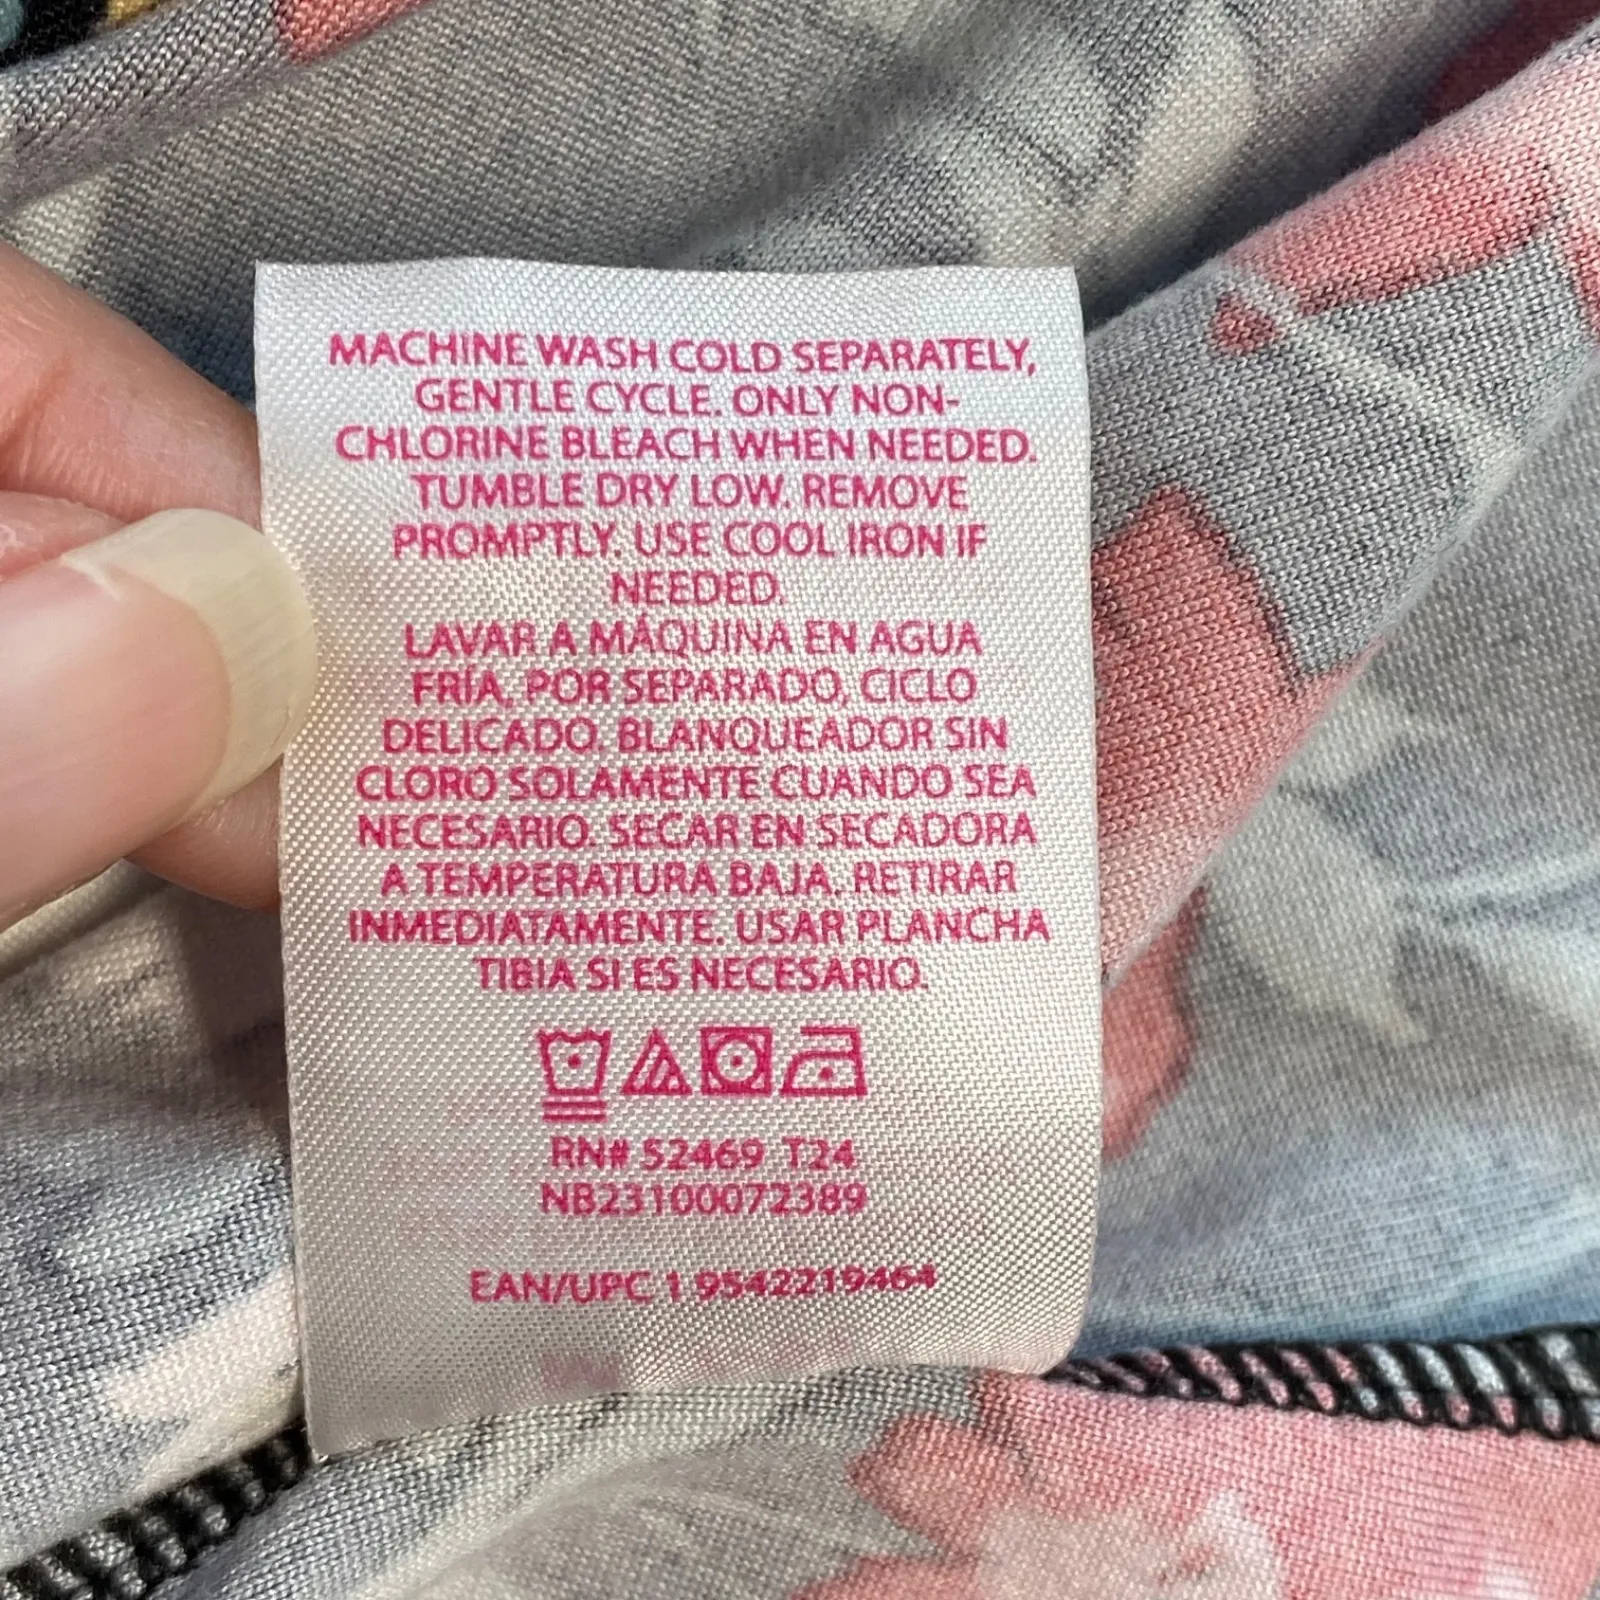 MACHINE WASH COLD SEPARATELY,
GENTLE CYCLE. ONLY NON-
CHLORINE BLEACH WHEN NEEDED.
TUMBLE DRY LOW. REMOVE
PROMPTLY. USE COOL IRON IF
NEEDED.
LAVAR A MÁQUINA EN AGUA
FRÍA, POR SEPARADO, CICLO
DELICADO. BLANQUEADOR SIN
CLORO SOLAMENTE CUANDO SEA
NECESARIO. SECAR EN SECADORA
A TEMPERATURA BAJA. RETIRAR
INMEDIATAMENTE. USAR PLANCHA
TIBIA SI ES NECESARIO.
RN# 52469 T24
NB23100072389
EAN/UPC 1 9542219464